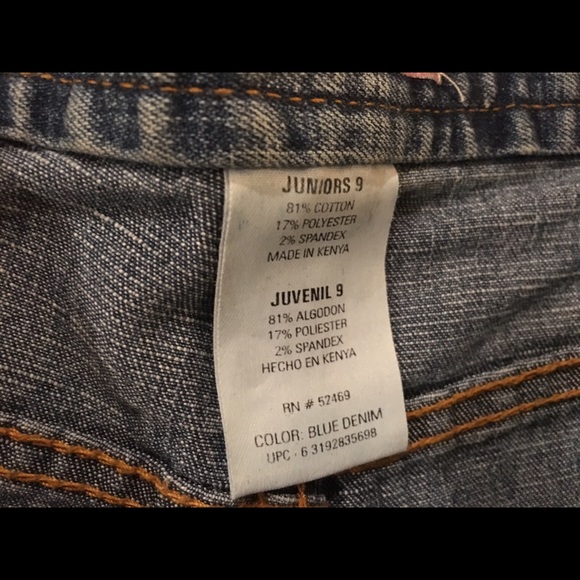 JUNIORS 9
81% COTTON
17% POLYESTER
2% SPANDEX
MADE IN KENYA
JUVENIL 9
81% ALGODON
17% POLIESTER
2% SPANDEX
HECHO EN KENYA
RN # 52469
COLOR: BLUE DENIM
UPC - 6 3192835698